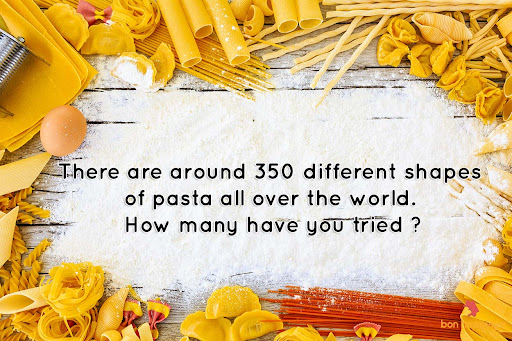 There are around 350 different shapes
of pasta all over the world.
How many have you tried ?
bon